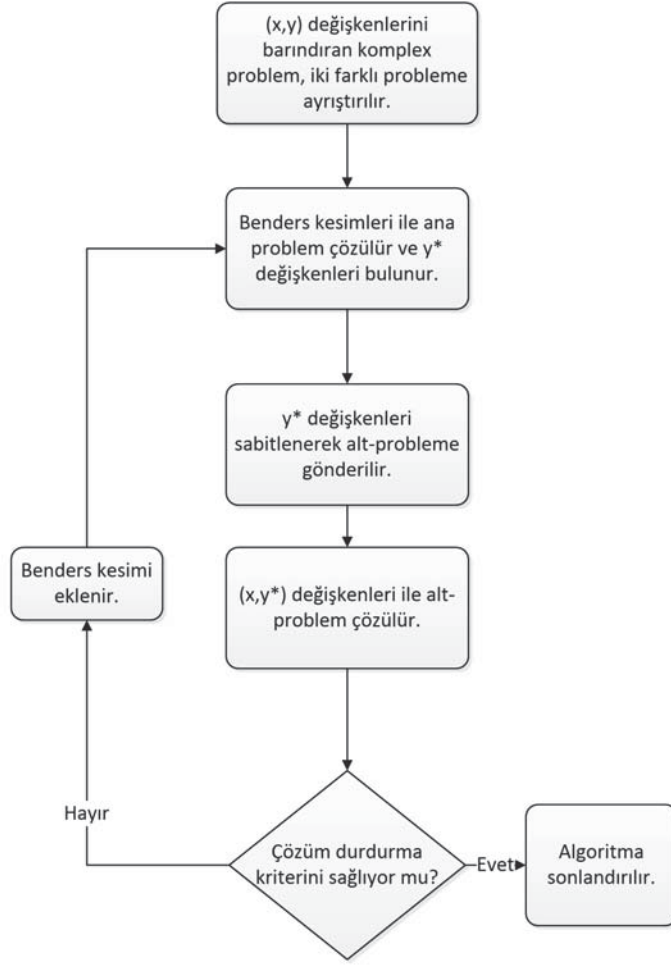 (x,y) değişkenlerini
barındıran komplex
problem, iki farklı probleme
ayrıştırılır.
Benders kesimleri ile ana
problem çözülür ve y*
değişkenleri bulunur.
y* değişkenleri
sabitlenerek alt-probleme
gönderilir.
Benders kesimi
eklenir.
(x,y*) değişkenleri ile alt-
problem çözülür.
Hayır
Çözüm durdurma
kriterini sağlıyor mu?
Evet
Algoritma
sonlandırılır.